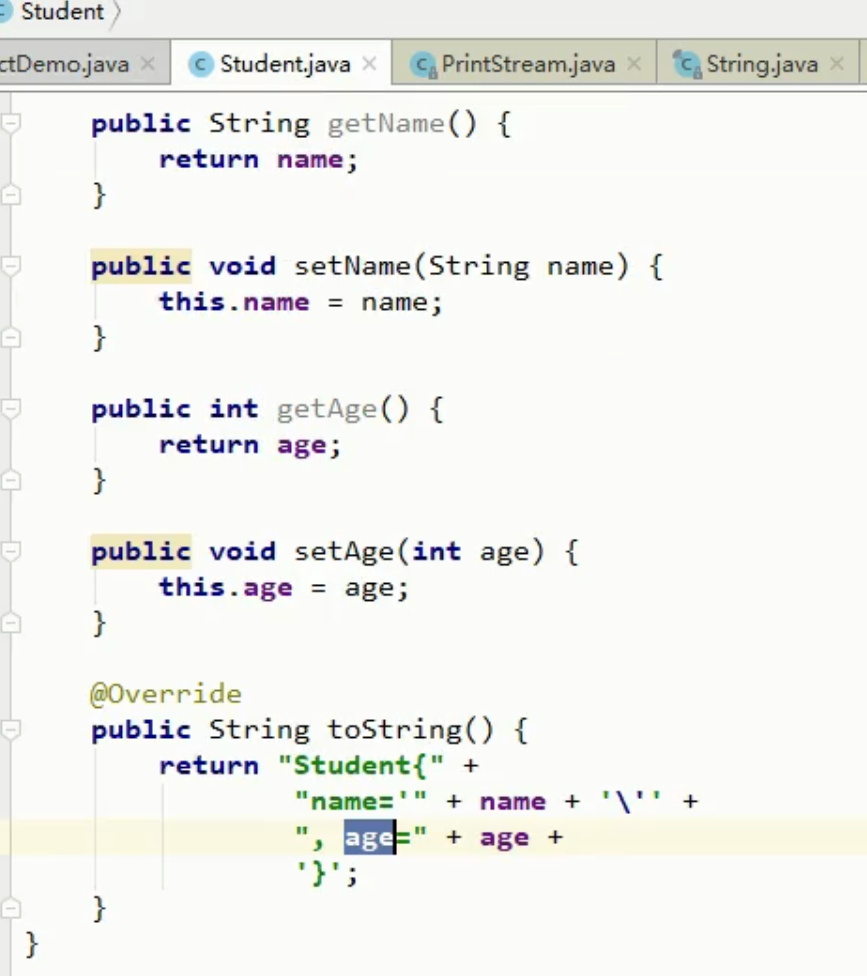 Student
ctDemo.java Student.java PrintStream.java String.java
public String getName() {
return name;
}
public void setName(String name) {
this.name = name;
}
public int getAge() {
return age;
}
public void setAge(int age) {
this.age = age;
}
@Override
public String toString() {
return "Student{" +
"name='" + name + '\'' +
", age=" + age +
'}';
}
}